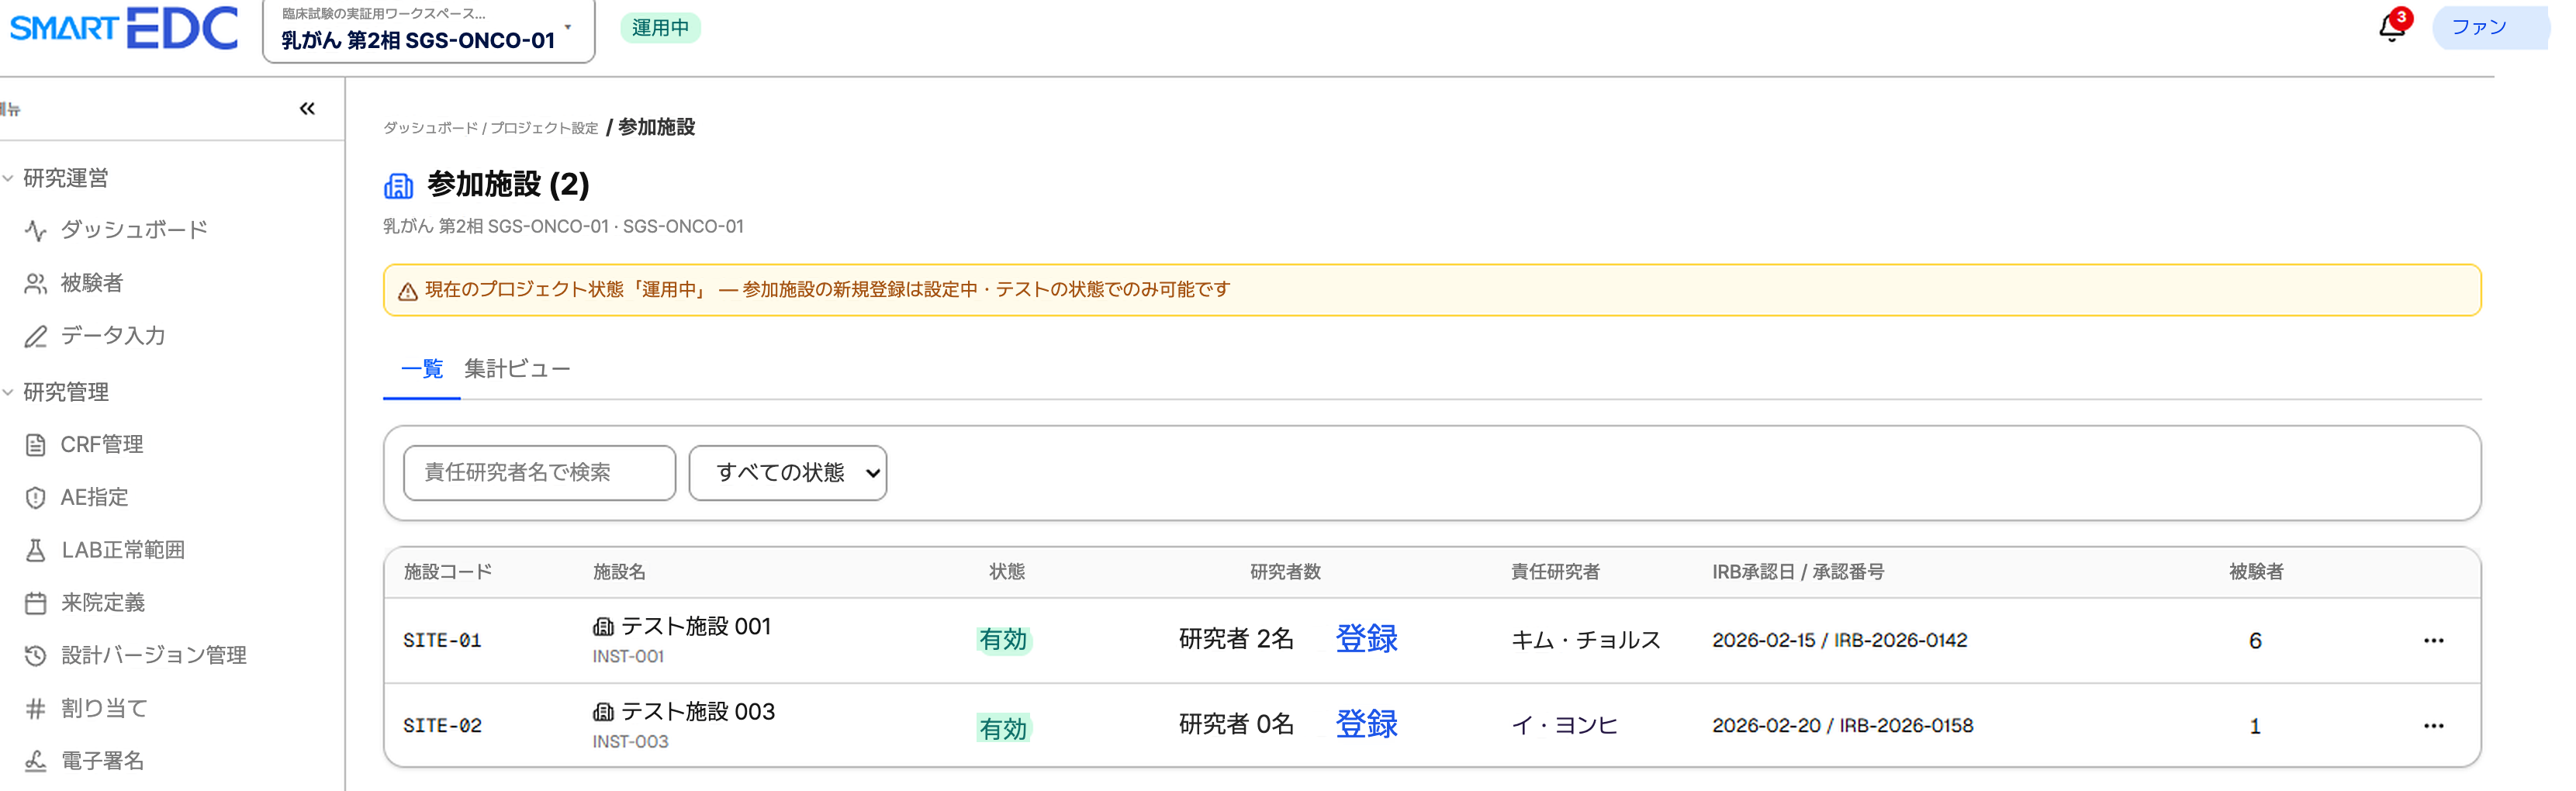 SMART EDC
臨床試験の実証用ワークスペース...
乳がん 第2相 SGS-ONCO-01
運用中
3
ファン
ダッシュボード / プロジェクト設定 / 参加施設
参加施設 (2)
乳がん 第2相 SGS-ONCO-01 · SGS-ONCO-01
現在のプロジェクト状態「運用中」 — 参加施設の新規登録は設定中・テストの状態でのみ可能です
研究運営
ダッシュボード
被験者
データ入力
研究管理
CRF管理
AE指定
LAB正常範囲
来院定義
設計バージョン管理
割り当て
電子署名
一覧 集計ビュー
責任研究者名で検索 すべての状態
施設コード 施設名 状態 研究者数 責任研究者 IRB承認日 / 承認番号 被験者
SITE-01 テスト施設 001 有効 研究者 2名 登録 キム・チョルス 2026-02-15 / IRB-2026-0142 6 ...
INST-001
SITE-02 テスト施設 003 有効 研究者 0名 登録 イ・ヨンヒ 2026-02-20 / IRB-2026-0158 1 ...
INST-003